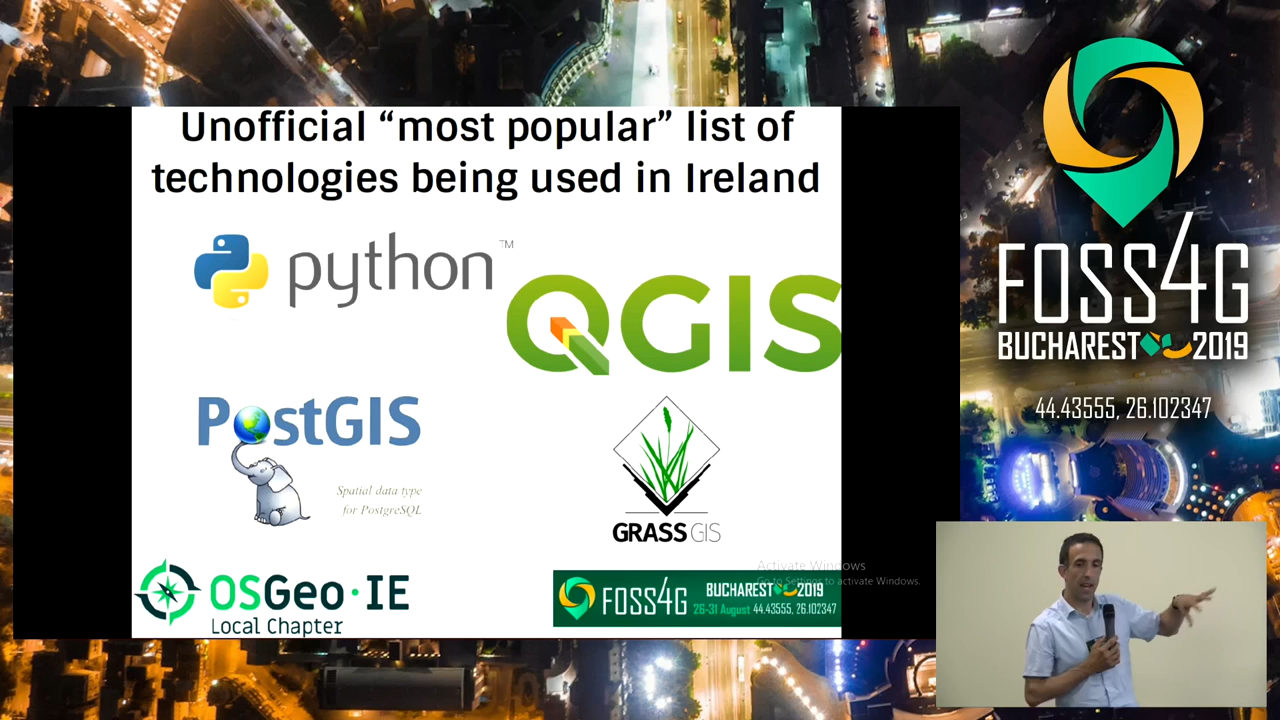 Unofficial “most popular” list of
technologies being used in Ireland
python™
QGIS
PostGIS
Spatial data type
for PostgreSQL
GRASS GIS
OSGeo·IE
Local Chapter
FOSS4G
BUCHAREST 2019
26-31 August 44.43555, 26.102347
Activate Windows
Go to Settings to activate Windows.
FOSS4G
BUCHAREST 2019
44.43555, 26.102347